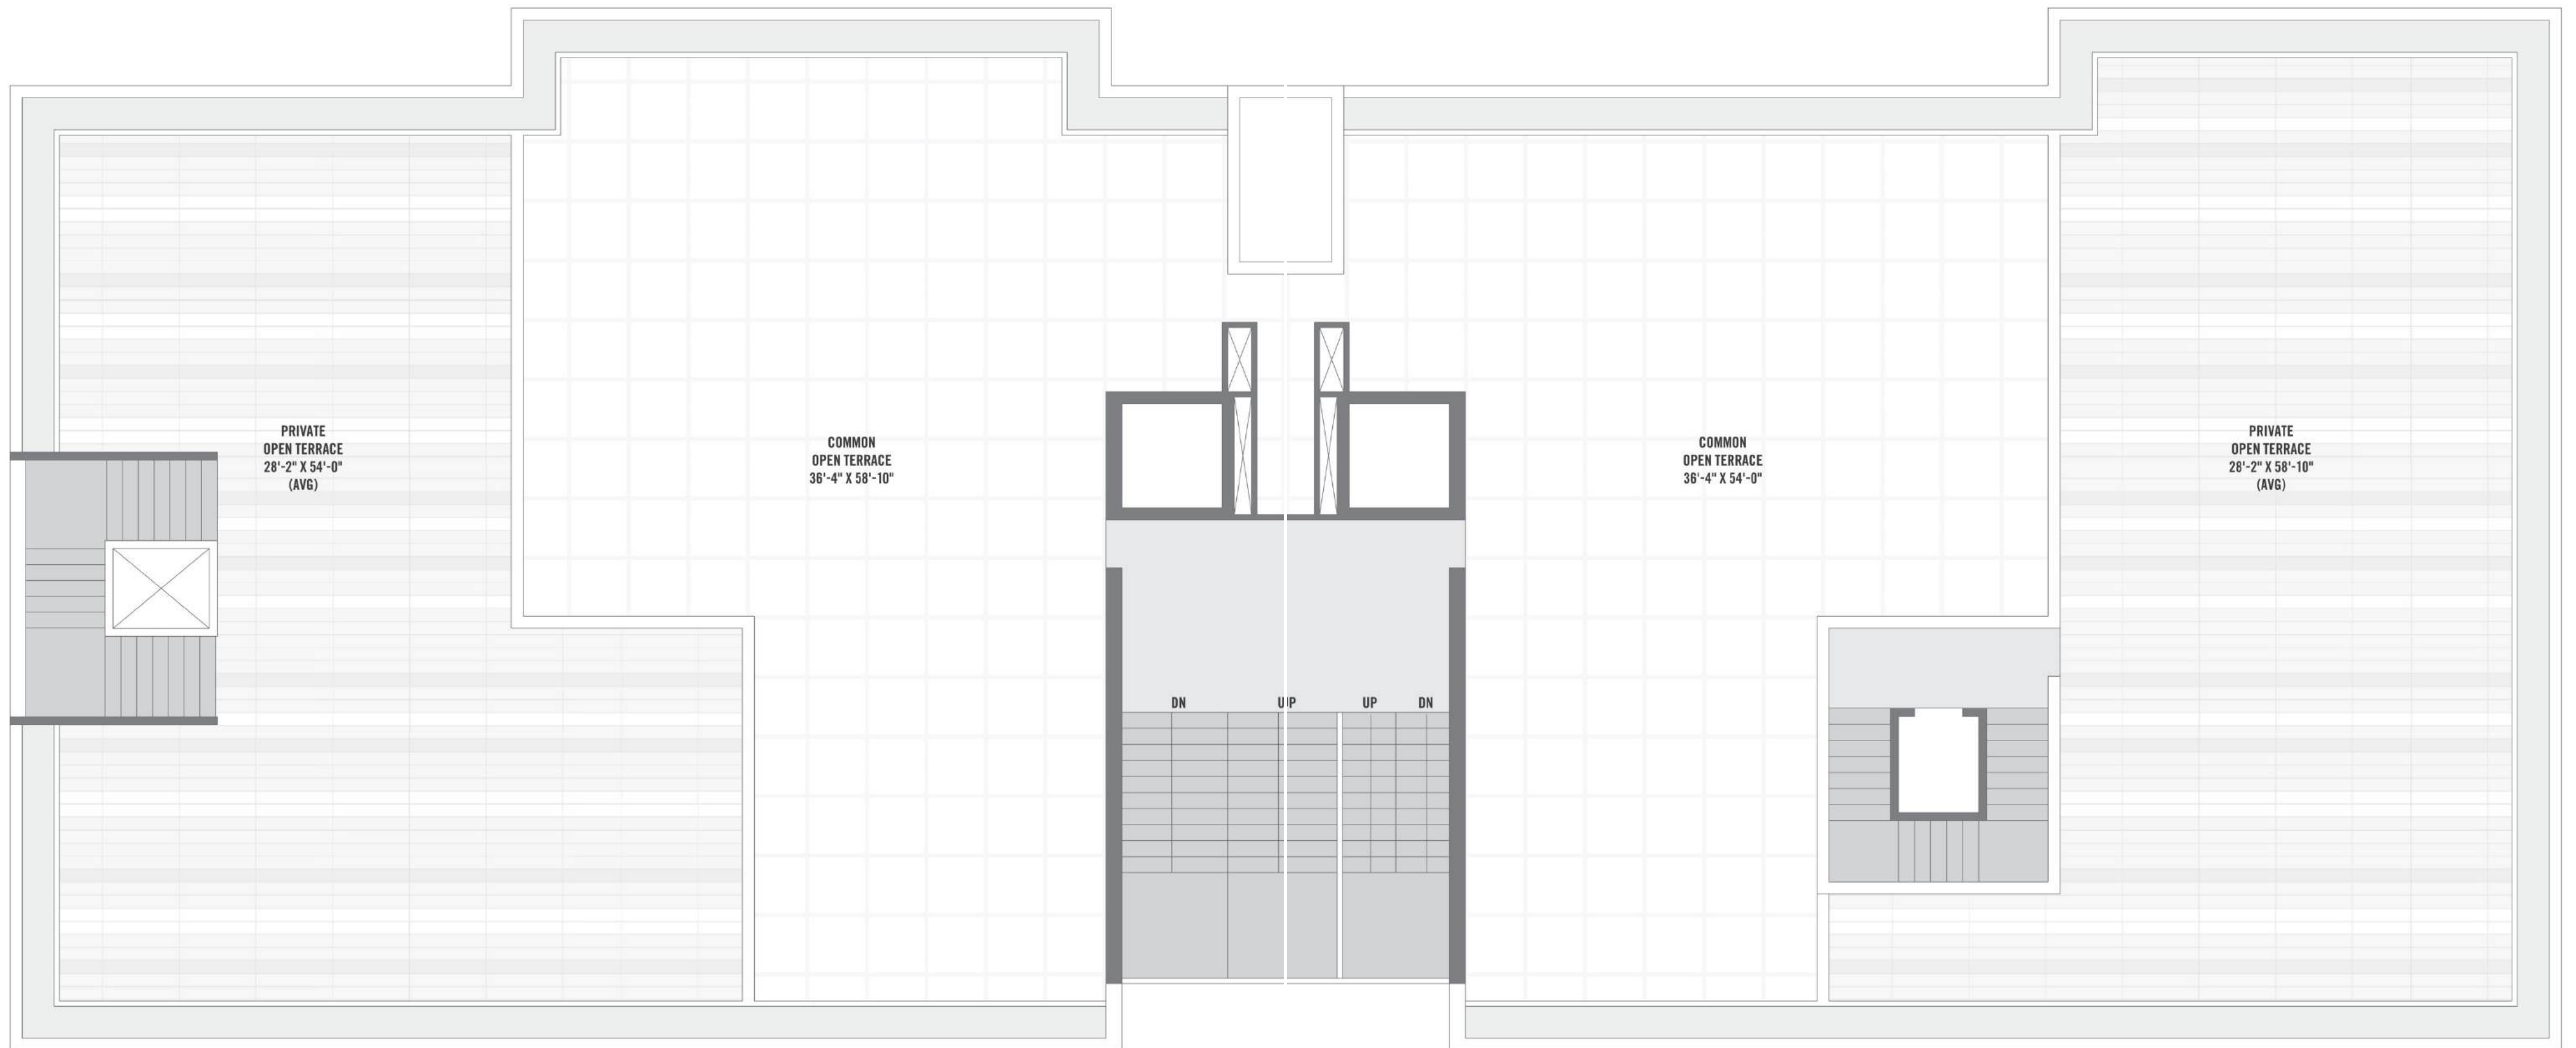 PRIVATE
OPEN TERRACE
28'-2" X 54'-0"
(AVG)
COMMON
OPEN TERRACE
36'-4" X 58'-10"
COMMON
OPEN TERRACE
36'-4" X 54'-0"
PRIVATE
OPEN TERRACE
28'-2" X 58'-10"
(AVG)
DN UP UP DN